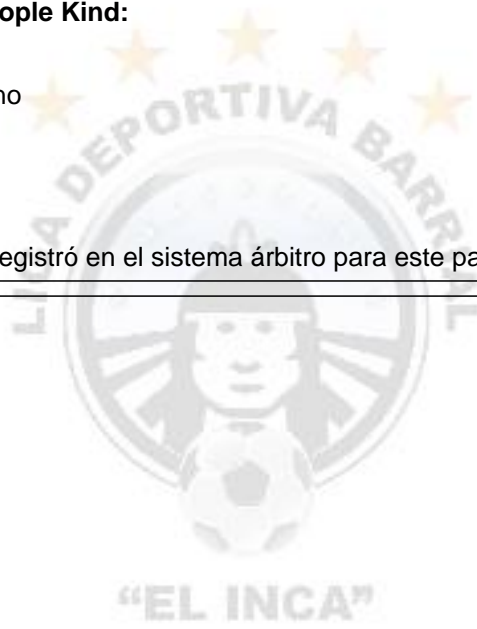 ople Kind:
no
egistró en el sistema árbitro para este pa
LIGA DEPORTIVA BARRIAL
“EL INCA”